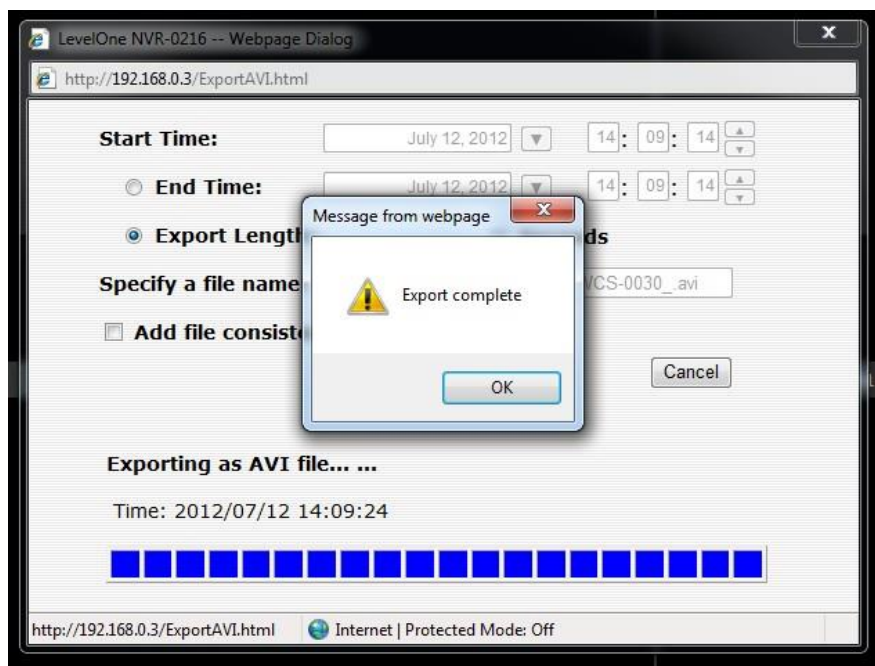 LevelOne NVR-0216 -- Webpage Dialog
http://192.168.0.3/ExportAVI.html
Start Time: July 12, 2012 14: 09: 14
End Time: July 12, 2012 14: 09: 14
Message from webpage
Export Length
Specify a file name CS-0030_.avi
Export complete
Add file consist
Cancel
OK
Exporting as AVI file... ...
Time: 2012/07/12 14:09:24
http://192.168.0.3/ExportAVI.html Internet | Protected Mode: Off